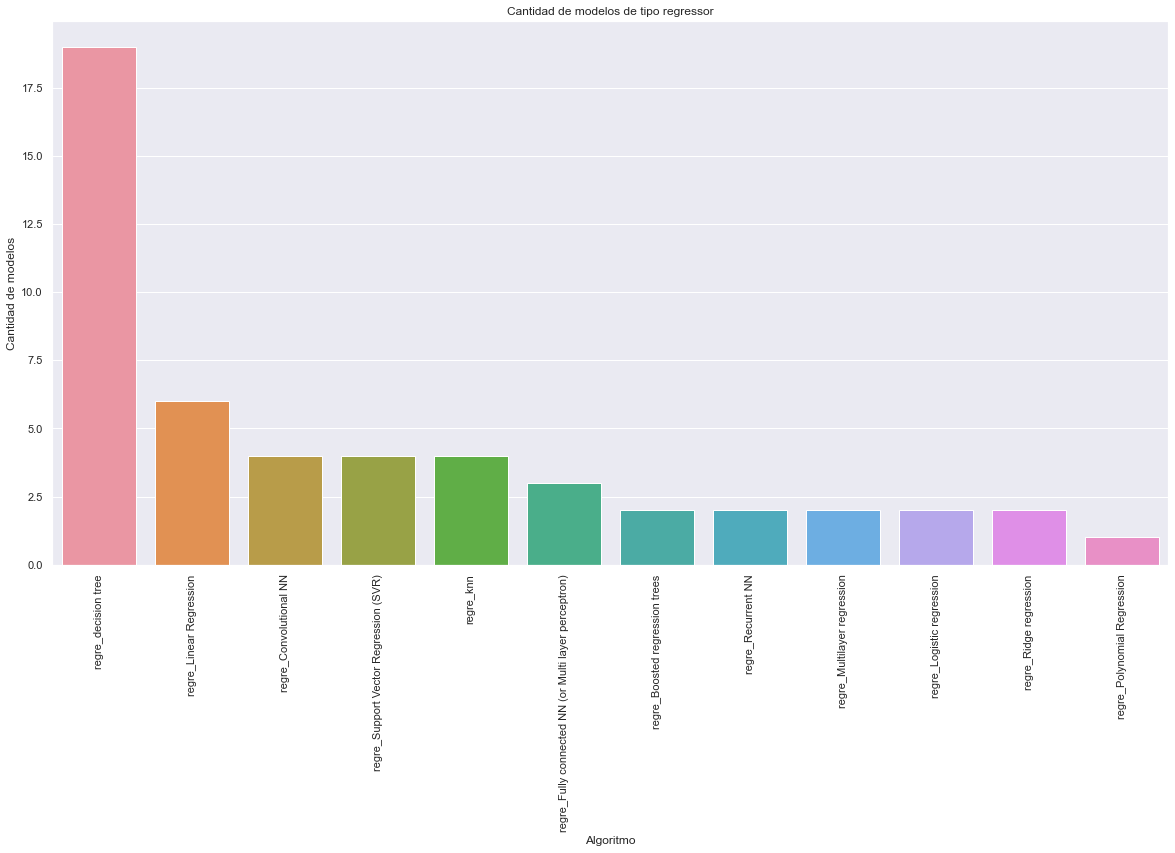 Cantidad de modelos de tipo regressor
Cantidad de modelos
17.5
15.0
12.5
10.0
7.5
5.0
2.5
0.0
regre_decision tree
regre_Linear Regression
regre_Convolutional NN
regre_Support Vector Regression (SVR)
regre_knn
regre_Fully connected NN (or Multi layer perceptron)
regre_Boosted regression trees
regre_Recurrent NN
regre_Multilayer regression
regre_Logistic regression
regre_Ridge regression
regre_Polynomial Regression
Algoritmo